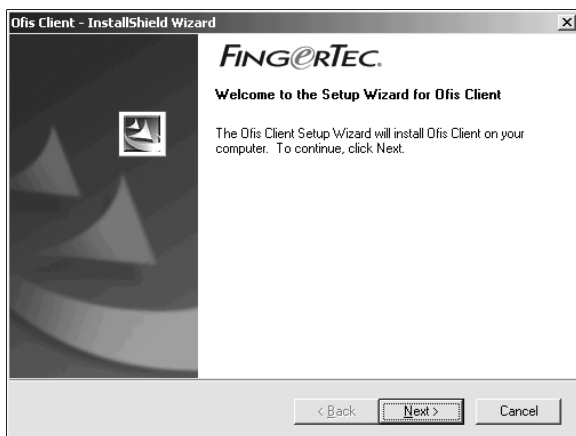 Ofis Client - InstallShield Wizard
FINGERTEC.
Welcome to the Setup Wizard for Ofis Client
The Ofis Client Setup Wizard will install Ofis Client on your
computer. To continue, click Next.
< Back
Next >
Cancel